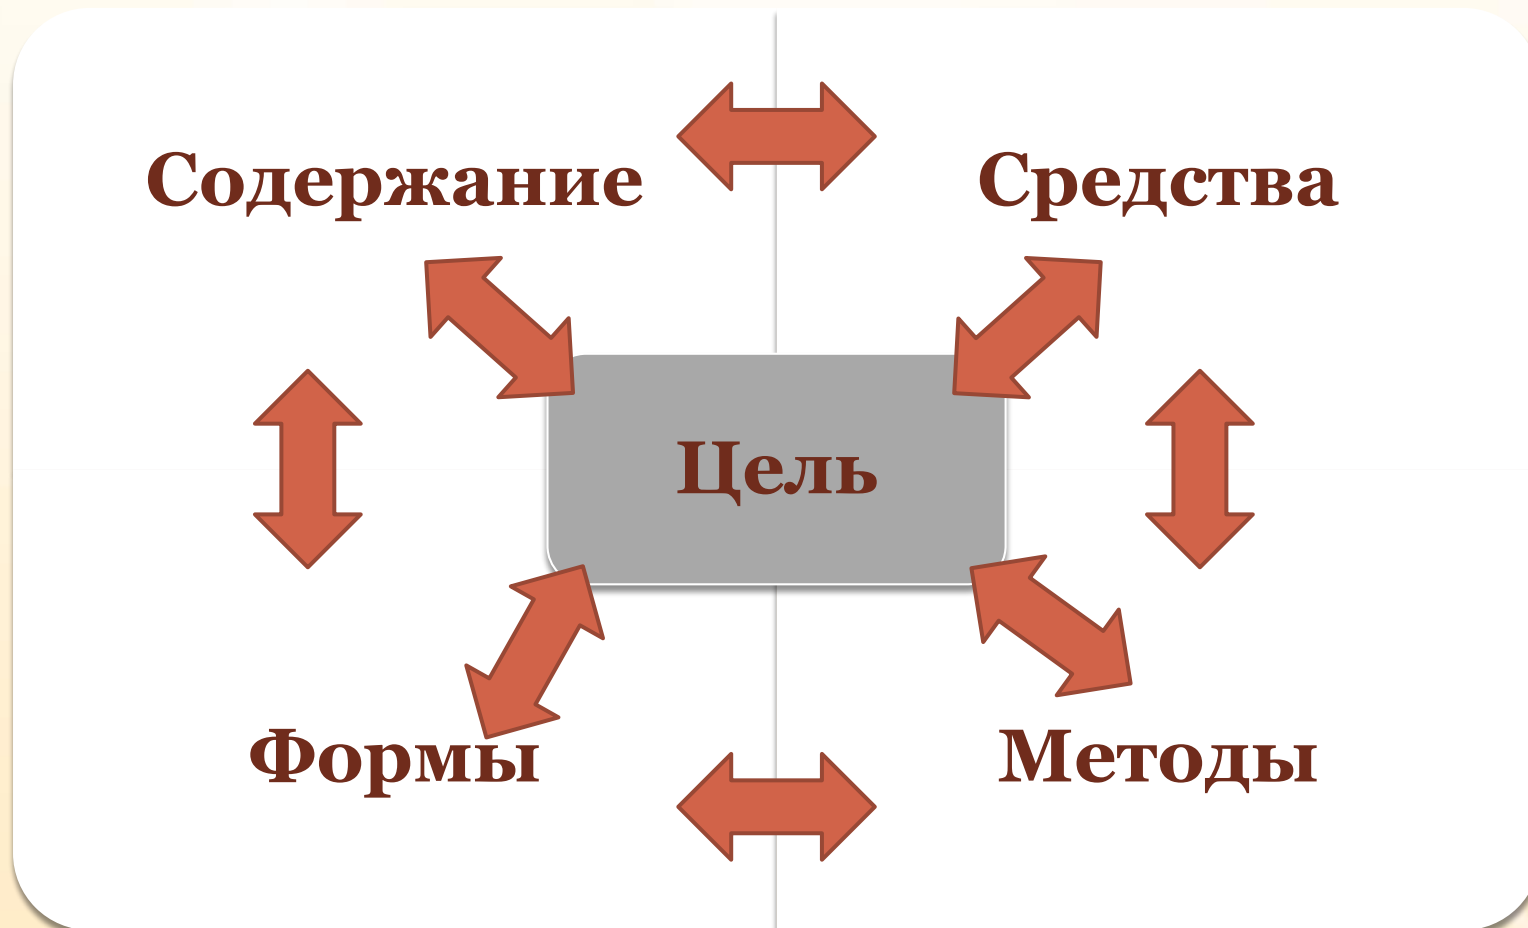 Содержание
Средства
Цель
Формы
Методы